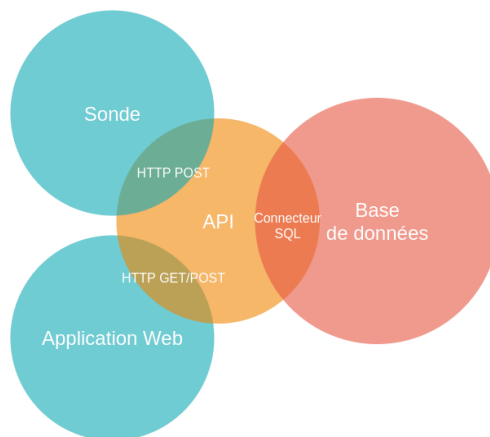 Sonde
HTTP POST
API
Connecteur
SQL
Base
de données
HTTP GET/POST
Application Web